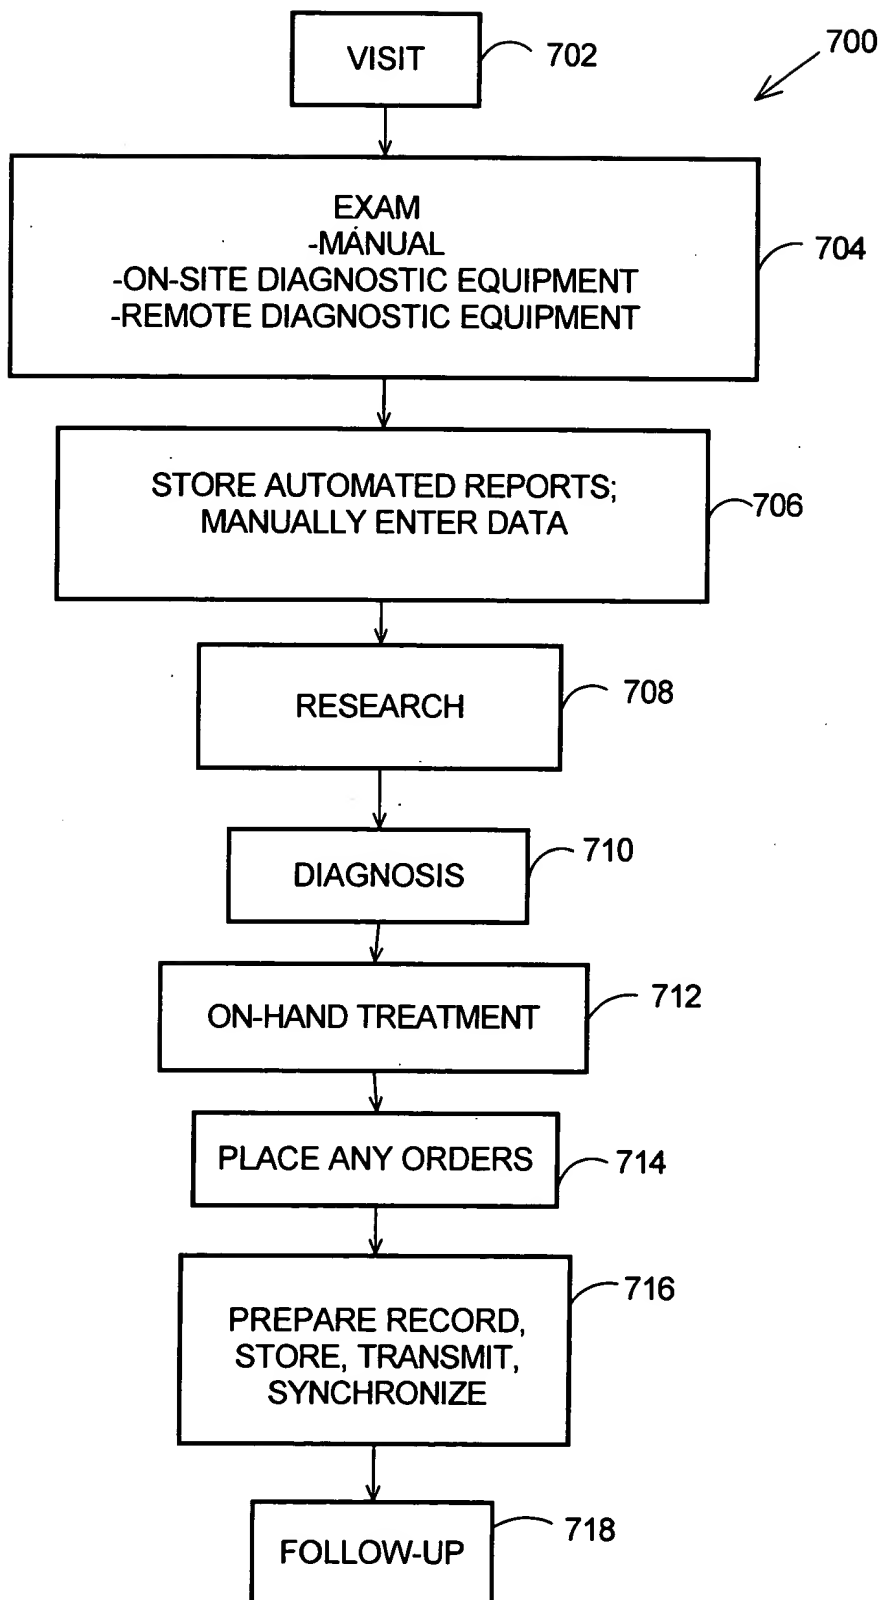 VISIT
702
700
EXAM
-MANUAL
-ON-SITE DIAGNOSTIC EQUIPMENT
-REMOTE DIAGNOSTIC EQUIPMENT
704
STORE AUTOMATED REPORTS;
MANUALLY ENTER DATA
706
RESEARCH
708
DIAGNOSIS
710
ON-HAND TREATMENT
712
PLACE ANY ORDERS
714
PREPARE RECORD,
STORE, TRANSMIT,
SYNCHRONIZE
716
FOLLOW-UP
718